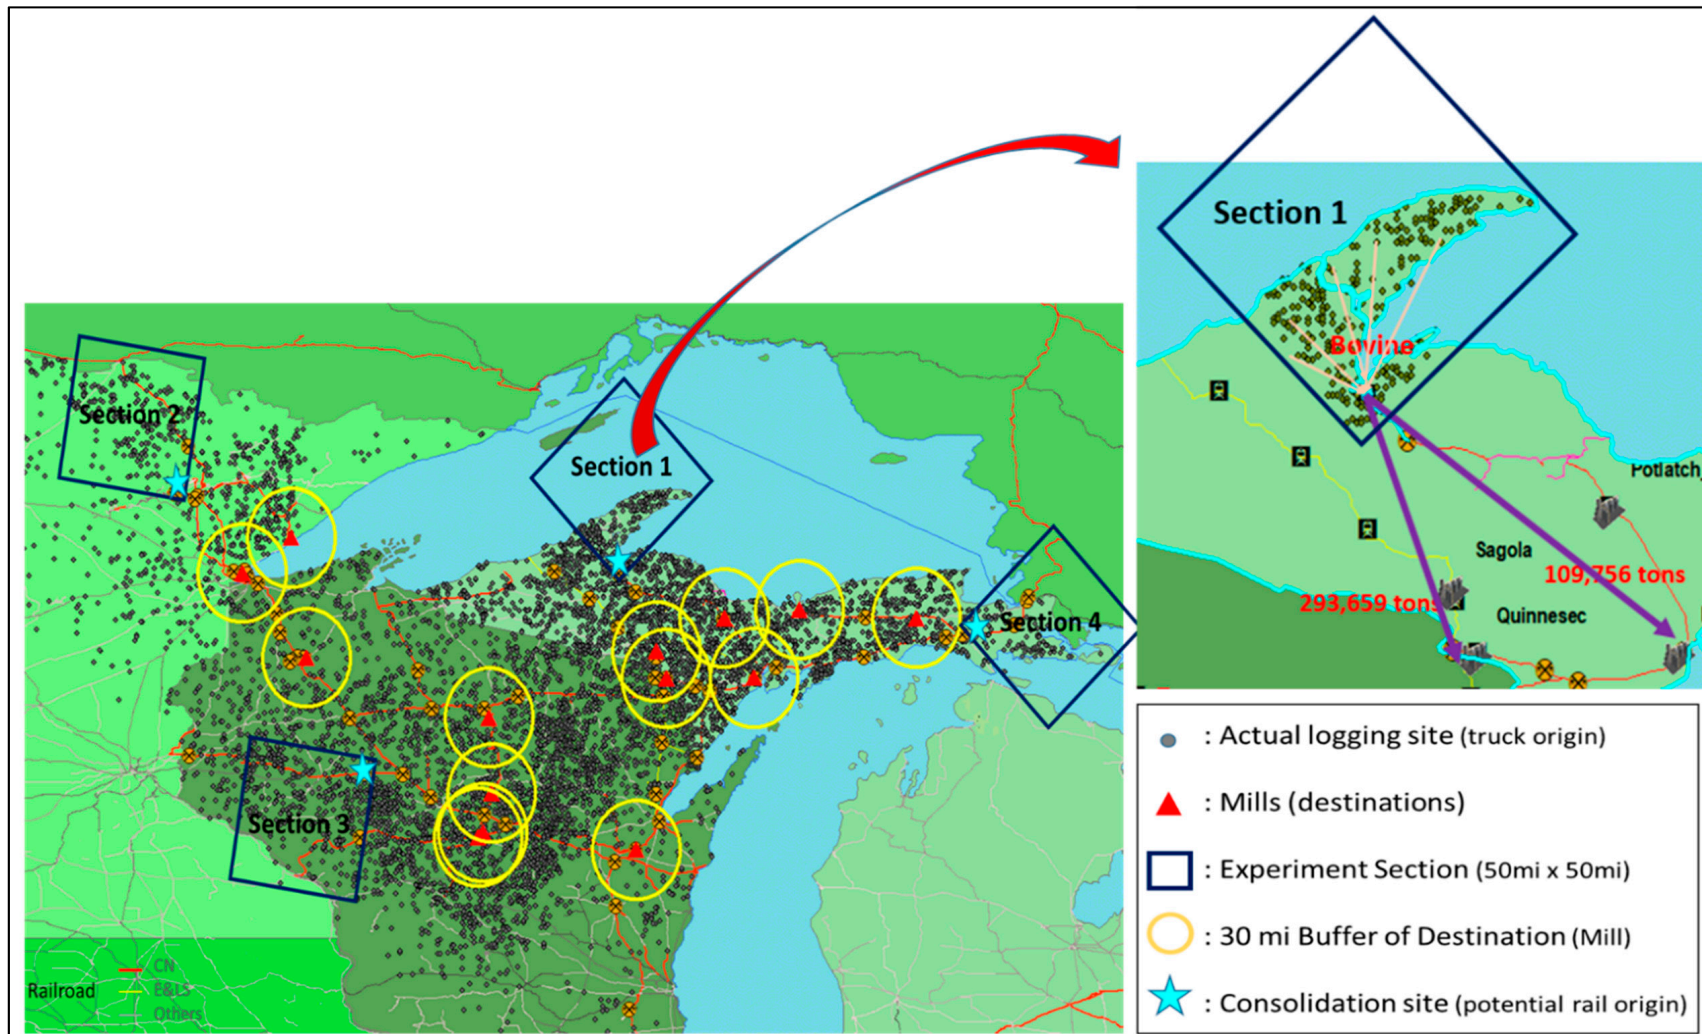 Section 1
Bovine
Potlatch
Sagola
109,756 tons
293,659 tons
Quinnesec
Section 2
Section 1
Section 4
Section 3
CN
Railroad
E&LS
Others
: Actual logging site (truck origin)
: Mills (destinations)
: Experiment Section (50mi x 50mi)
: 30 mi Buffer of Destination (Mill)
: Consolidation site (potential rail origin)